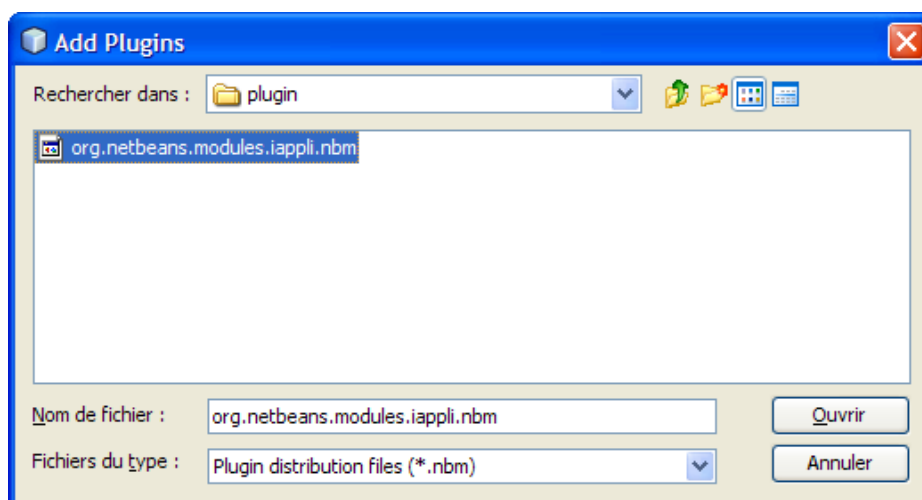 Add Plugins
Rechercher dans :
plugin
org.netbeans.modules.iappli.nbm
Nom de fichier :
org.netbeans.modules.iappli.nbm
Ouvrir
Fichiers du type :
Plugin distribution files (*.nbm)
Annuler